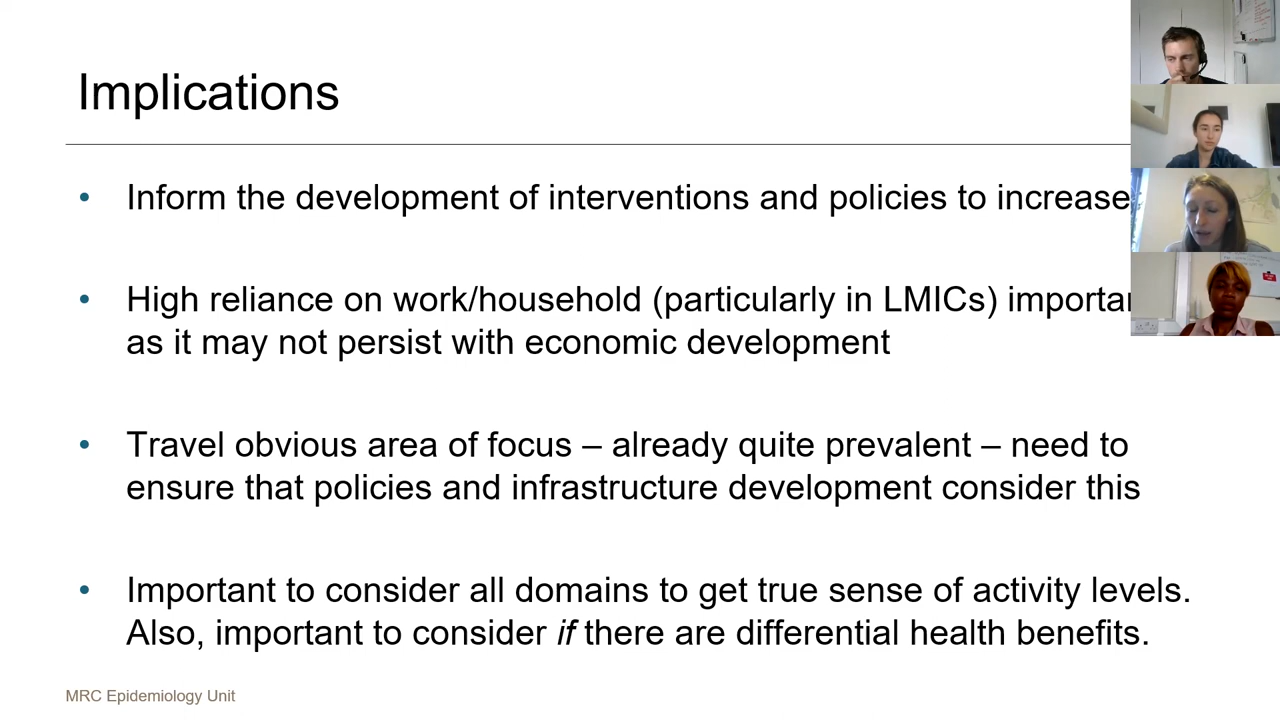 Implications
• Inform the development of interventions and policies to increase
• High reliance on work/household (particularly in LMICs)
as it may not persist with economic development
• Travel obvious area of focus – already quite prevalent – need to
ensure that policies and infrastructure development consider this
• Important to consider all domains to get true sense of activity levels.
Also, important to consider if there are differential health benefits.
MRC Epidemiology Unit